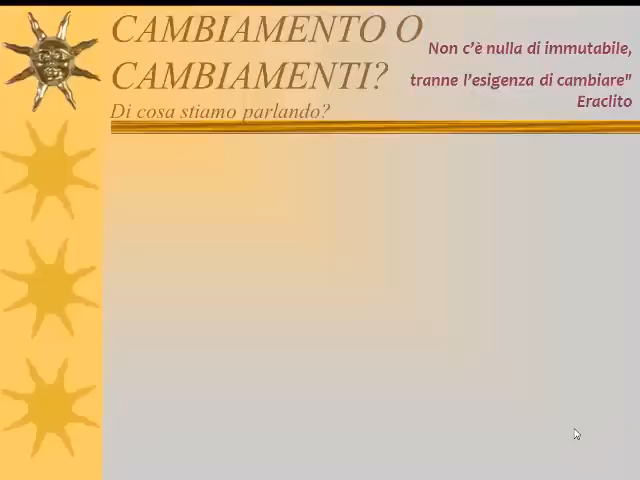 CAMBIAMENTO O
CAMBIAMENTI?
Di cosa stiamo parlando?
Non c'è nulla di immutabile,
tranne l'esigenza di cambiare"
Eraclito